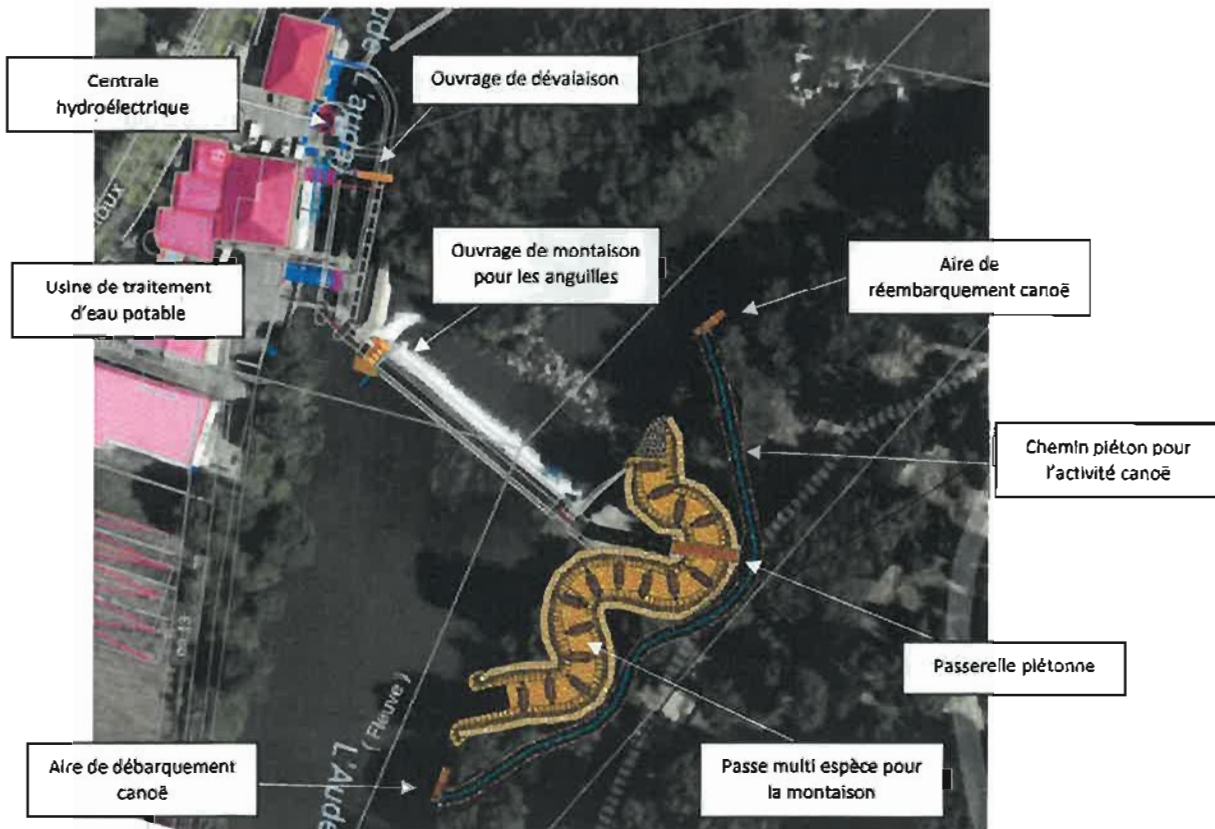 Centrale
hydroélectrique
Ouvrage de dévalaison
Ouvrage de montaison
pour les anguilles
Aire de
réembarquement canoë
Usine de traitement
d'eau potable
Chemin piéton pour
l'activité canoë
Passerelle piétonne
Passe multi espèce pour
la montaison
Aire de débarquement
canoë
L'aude
L'Aude
( Fleuve )